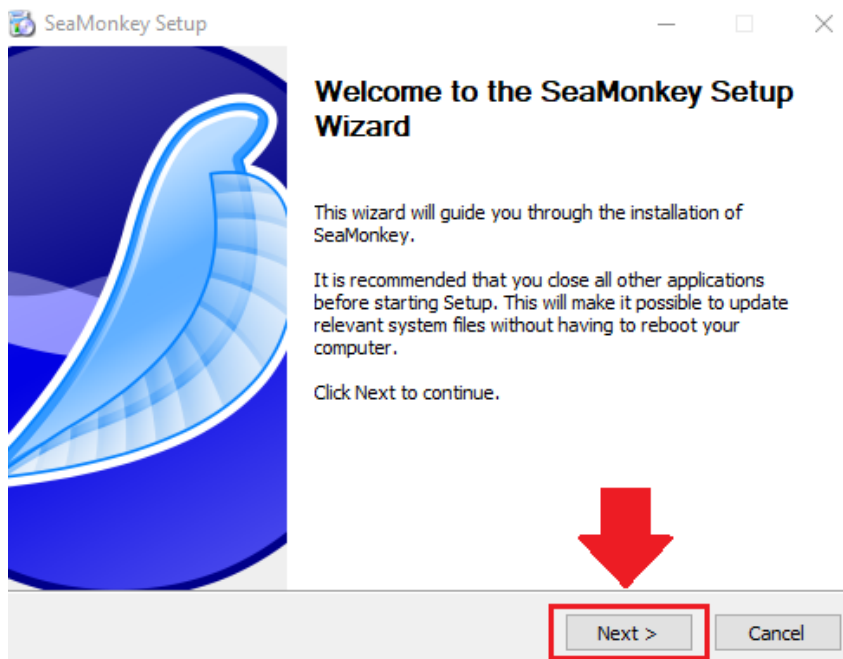 SeaMonkey Setup
Welcome to the SeaMonkey Setup
Wizard
This wizard will guide you through the installation of
SeaMonkey.
It is recommended that you close all other applications
before starting Setup. This will make it possible to update
relevant system files without having to reboot your
computer.
Click Next to continue.
Next >
Cancel